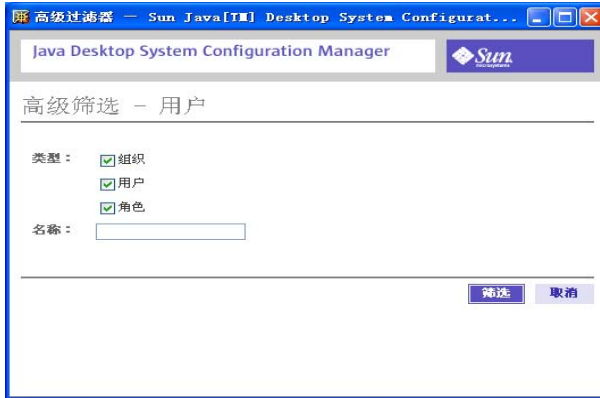 高级过滤器 — Sun Java[TM] Desktop System Configurat...
Java Desktop System Configuration Manager
Sun
microsystems
高级筛选 - 用户
类型：
组织
用户
角色
名称：
筛选 取消